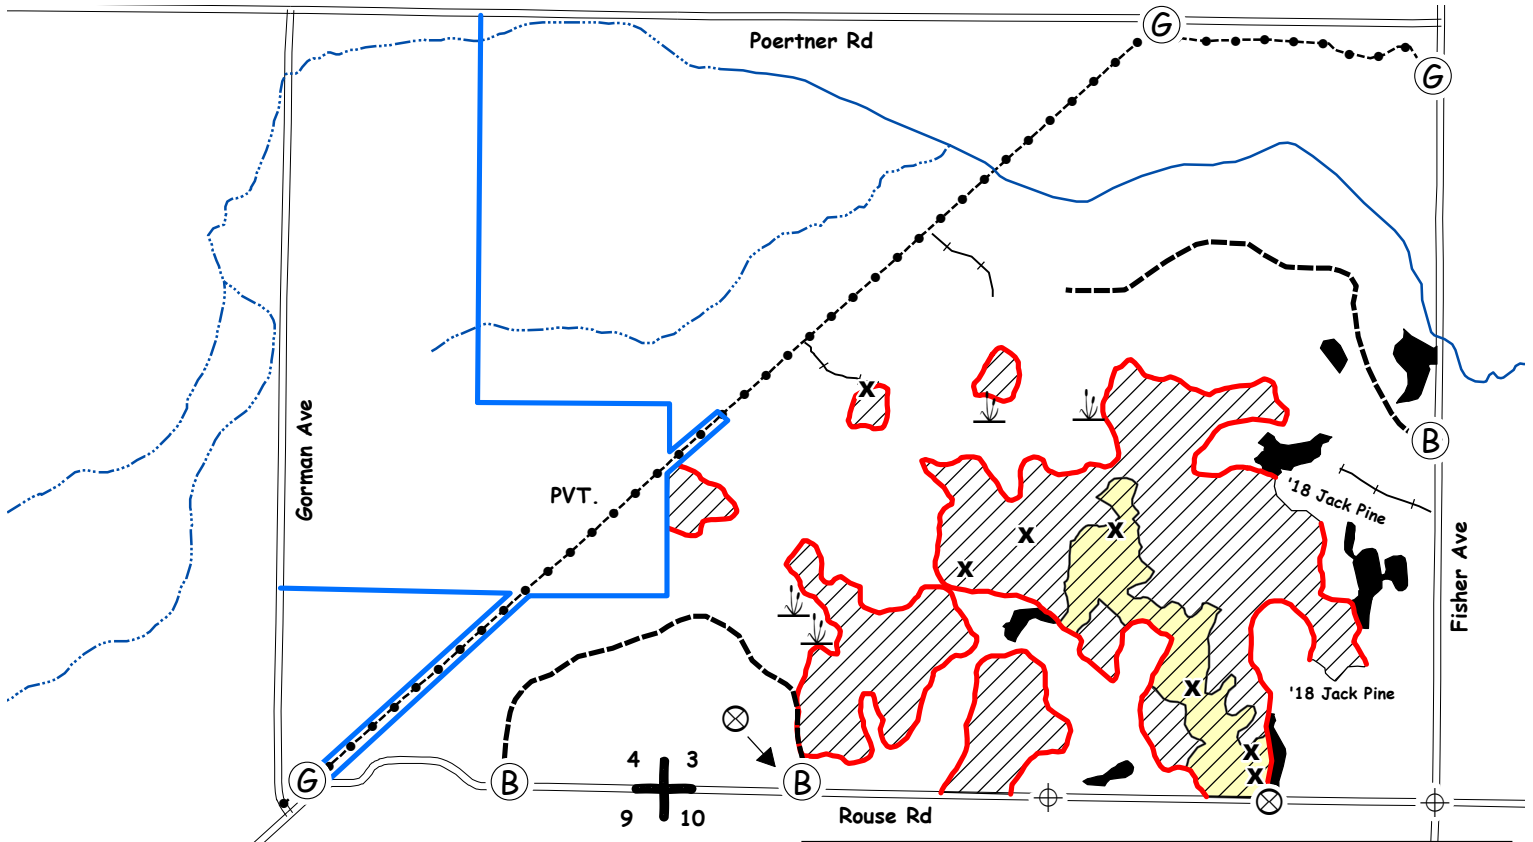 G
Poertner Rd
G
Gorman Ave
X
B
'18 Jack Pine
PVT.
X
X
X
Fisher Ave
X
'18 Jack Pine
4 3
X
X
G
B
B
9 10
Rouse Rd